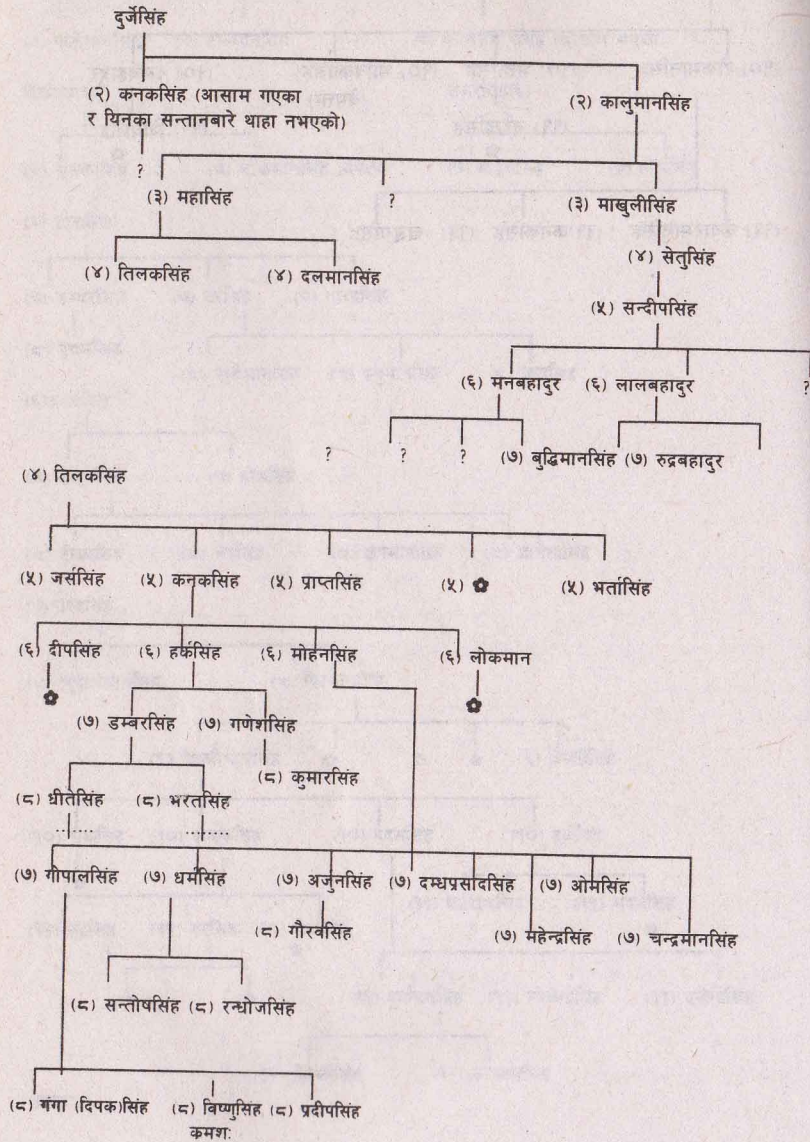 दुर्जेसिंह
(२) कनकसिंह (आसाम गएका
र यिनका सन्तानबारे थाहा नभएको)
(२) कालुमानसिंह
?
(३) महासिंह
?
(३) माखुलीसिंह
(४) तिलकसिंह (४) दलमानसिंह
(४) सेतुसिंह
(५) सन्दीपसिंह
(६) मनबहादुर (६) लालबहादुर ?
? ? ? (७) बुद्धिमानसिंह (७) रुद्रबहादुर
(४) तिलकसिंह
(५) जर्ससिंह (५) कनकसिंह (५) प्राप्तसिंह (५) (५) भर्तासिंह
(६) दीपसिंह (६) हर्कसिंह (६) मोहनसिंह (६) लोकमान
(७) डम्बरसिंह (७) गणेशसिंह
(८) कुमारसिंह
(८) धीतेसिंह (८) भरतसिंह
(७) गोपालसिंह (७) धर्मसिंह (७) अर्जुनसिंह (७) दम्धप्रसादसिंह (७) ओमसिंह
(८) गौरवसिंह
(७) महेन्द्रसिंह (७) चन्द्रमानसिंह
(८) सन्तोषसिंह (८) रन्धोजसिंह
(८) गंगा (दिपक)सिंह (८) बिष्णुसिंह (८) प्रदीपसिंह
क्रमशः